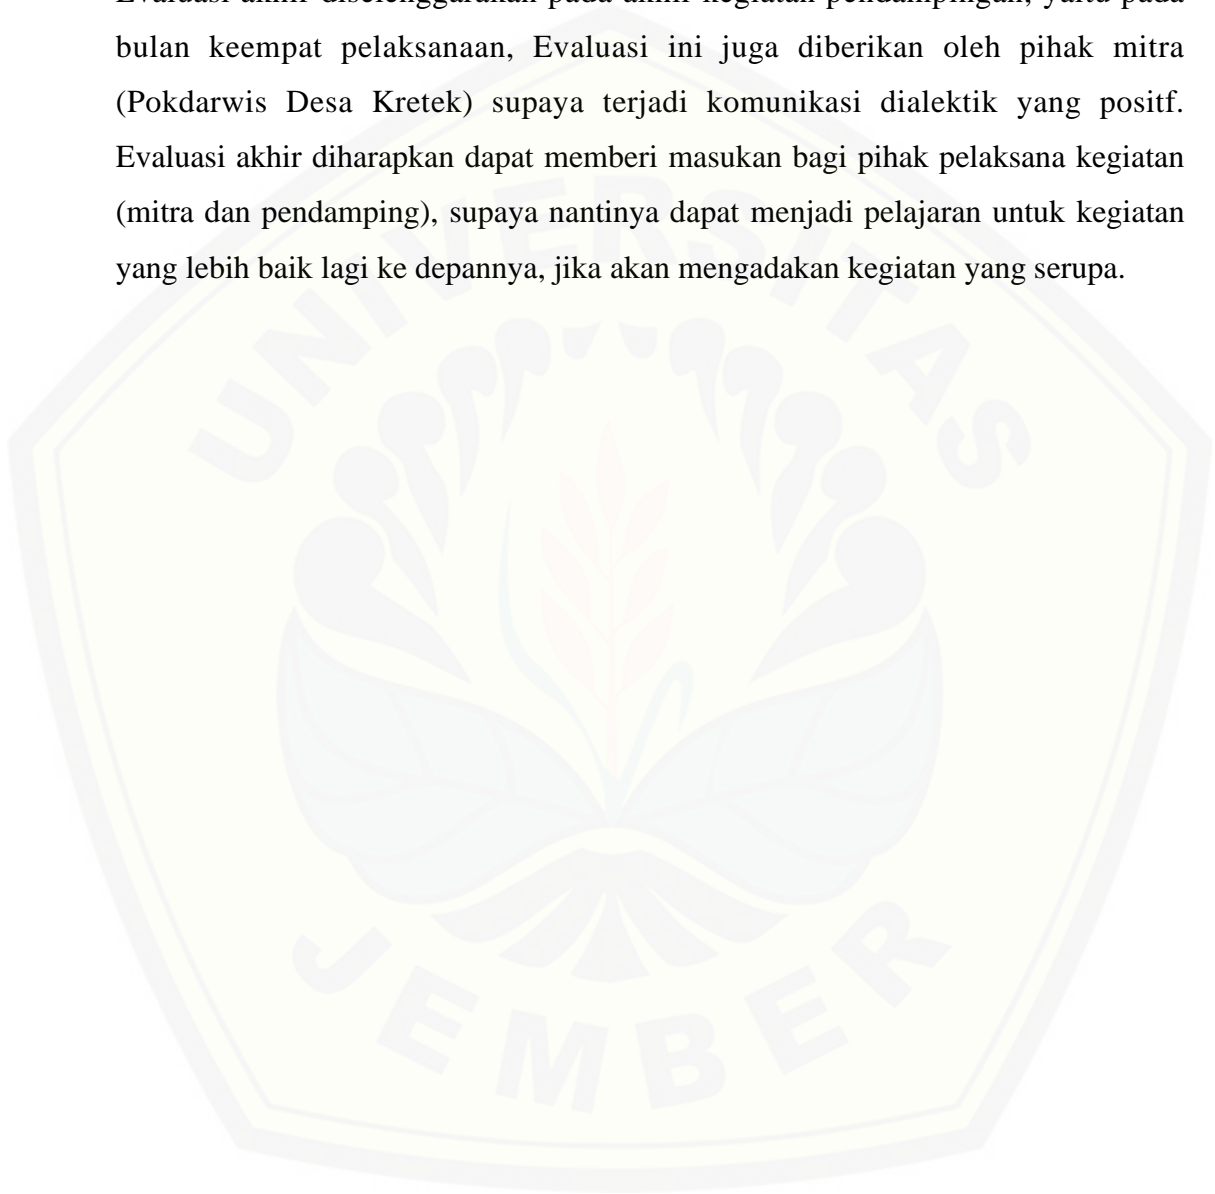 Evaluasi akhir diselenggarakan pada akhir kegiatan pendampingan, yaitu pada
bulan keempat pelaksanaan, Evaluasi ini juga diberikan oleh pihak mitra
(Pokdarwis Desa Kretek) supaya terjadi komunikasi dialektik yang positf.
Evaluasi akhir diharapkan dapat memberi masukan bagi pihak pelaksana kegiatan
(mitra dan pendamping), supaya nantinya dapat menjadi pelajaran untuk kegiatan
yang lebih baik lagi ke depannya, jika akan mengadakan kegiatan yang serupa.
UNIVERSITAS
JEMBER